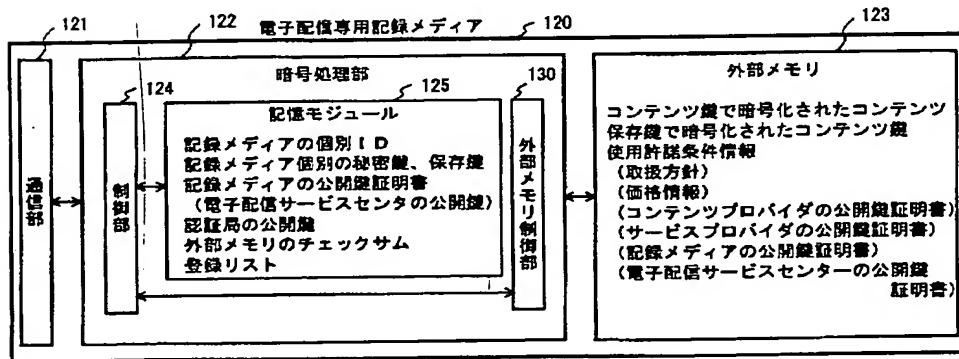 電子配信専用記録メディア
120
121
122
123
通信部
暗号処理部
124
制御部
125
記憶モジュール
記録メディアの個別ID
記録メディア個別の秘密鍵、保存鍵
記録メディアの公開鍵証明書
(電子配信サービスセンタの公開鍵)
認証局の公開鍵
外部メモリのチェックサム
登録リスト
130
外部メモリ制御部
外部メモリ
コンテンツ鍵で暗号化されたコンテンツ
保存鍵で暗号化されたコンテンツ鍵
使用許諾条件情報
(取扱方針)
(価格情報)
(コンテンツプロバイダの公開鍵証明書)
(サービスプロバイダの公開鍵証明書)
(記録メディアの公開鍵証明書)
(電子配信サービスセンターの公開鍵
証明書)